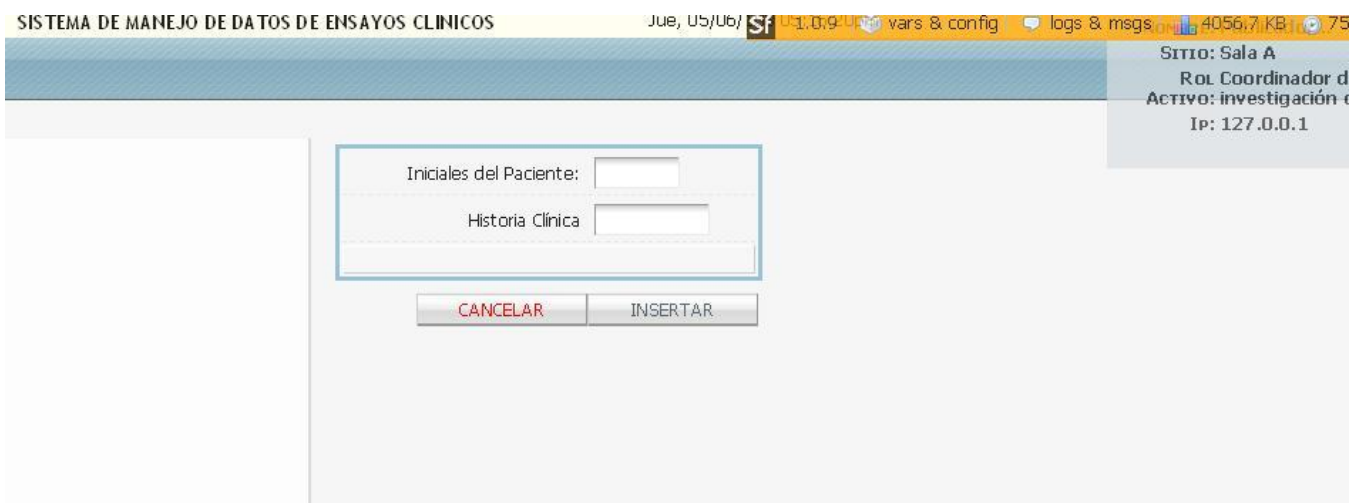 SISTEMA DE MANEJO DE DATOS DE ENSAYOS CLINICOS
Jue, 05/06/
Sf 1.0.9 vars & config logs & msgs 4056.7 KB 75
SITIO: Sala A
ROL Coordinador d
ACTIVO: investigación
IP: 127.0.0.1
Iniciales del Paciente:
Historia Clínica
CANCELAR INSERTAR